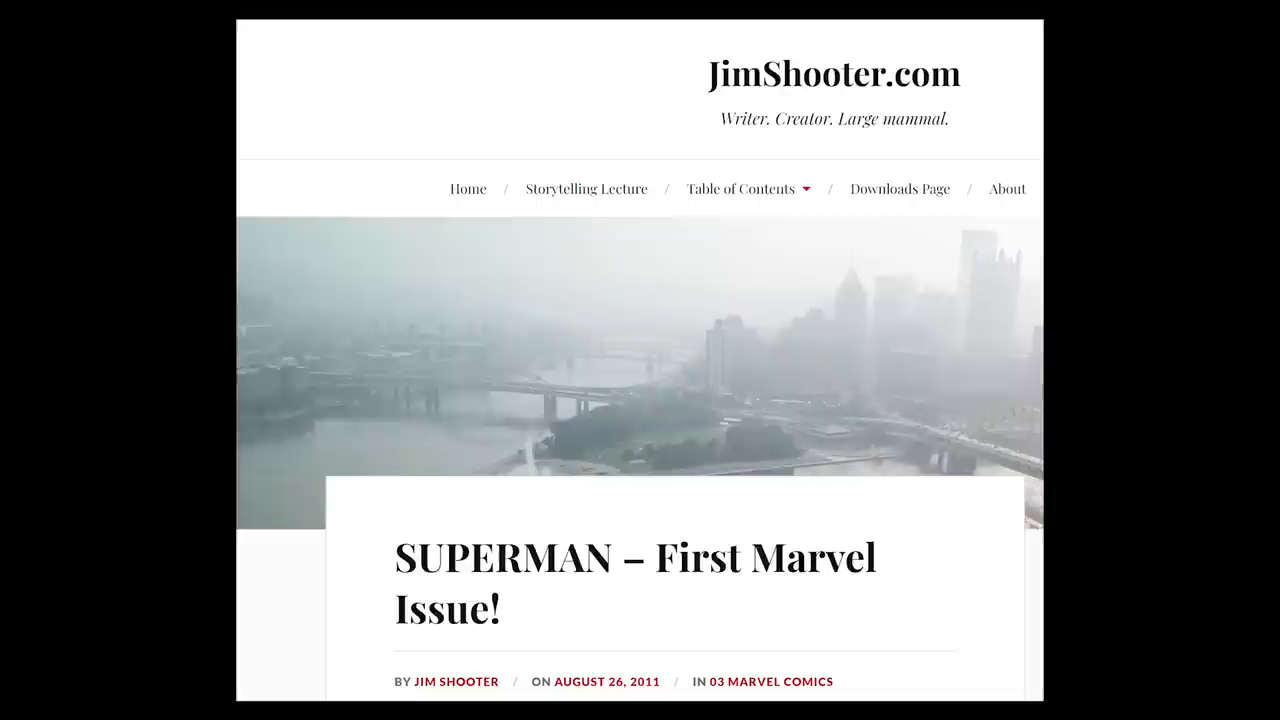 JimShooter.com
Writer. Creator. Large mammal.
Home / Storytelling Lecture / Table of Contents / Downloads Page / About
SUPERMAN – First Marvel
Issue!
BY JIM SHOOTER / ON AUGUST 26, 2011 / IN 03 MARVEL COMICS